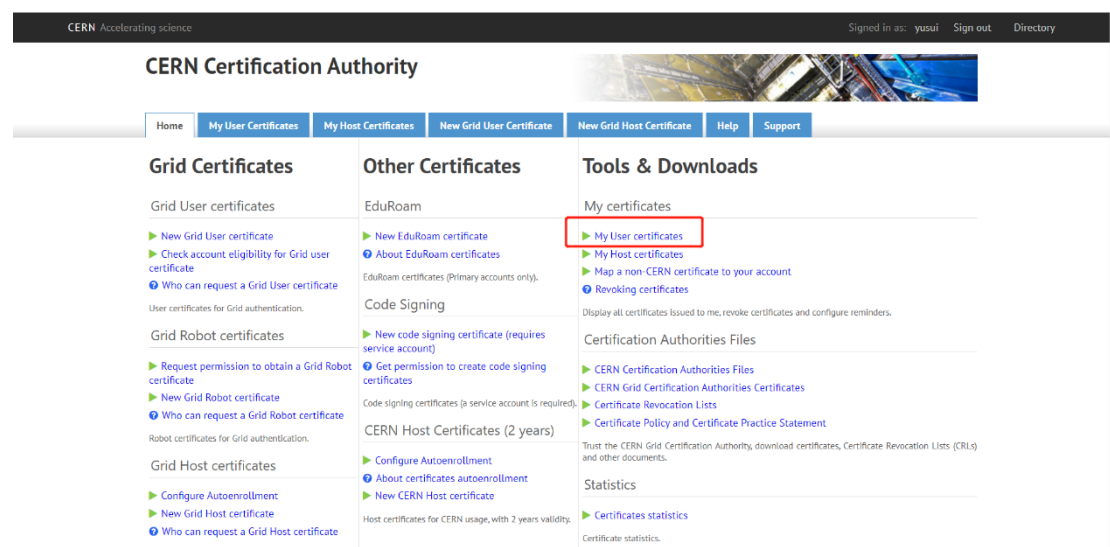 CERN Accelerating science
Signed in as: yusui Sign out Directory
CERN Certification Authority
Home My User Certificates My Host Certificates New Grid User Certificate New Grid Host Certificate Help Support
Grid Certificates
Grid User certificates
New Grid User certificate
Check account eligibility for Grid user
certificate
Who can request a Grid User certificate
User certificates for Grid authentication.
Grid Robot certificates
Request permission to obtain a Grid Robot
certificate
New Grid Robot certificate
Who can request a Grid Robot certificate
Robot certificates for Grid authentication.
Grid Host certificates
Configure Autoenrollment
New Grid Host certificate
Who can request a Grid Host certificate
Other Certificates
EduRoam
New EduRoam certificate
About EduRoam certificates
EduRoam certificates (Primary accounts only).
Code Signing
New code signing certificate (requires
service account)
Get permission to create code signing
certificates
Code signing certificates (a service account is required).
CERN Host Certificates (2 years)
Configure Autoenrollment
About certificates autoenrollment
New CERN Host certificate
Host certificates for CERN usage, with 2 years validity.
Tools & Downloads
My certificates
My User certificates
My Host certificates
Map a non-CERN certificate to your account
Revoking certificates
Display all certificates issued to me, revoke certificates and configure reminders.
Certification Authorities Files
CERN Certification Authorities Files
CERN Grid Certification Authorities Certificates
Certificate Revocation Lists
Certificate Policy and Certificate Practice Statement
Trust the CERN Grid Certification Authority, download certificates, Certificate Revocation Lists (CRLs)
and other documents.
Statistics
Certificates statistics
Certificate statistics.